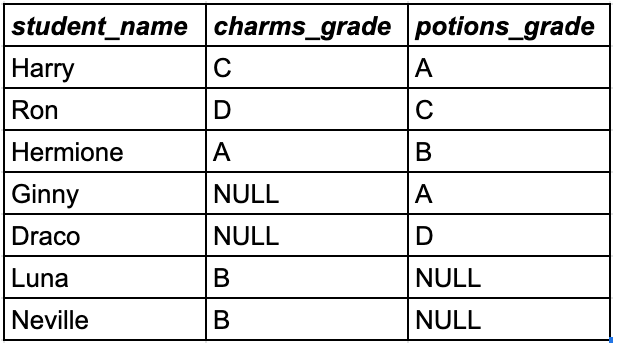 student_name charms_grade potions_grade
Harry C A
Ron D C
Hermione A B
Ginny NULL A
Draco NULL D
Luna B NULL
Neville B NULL